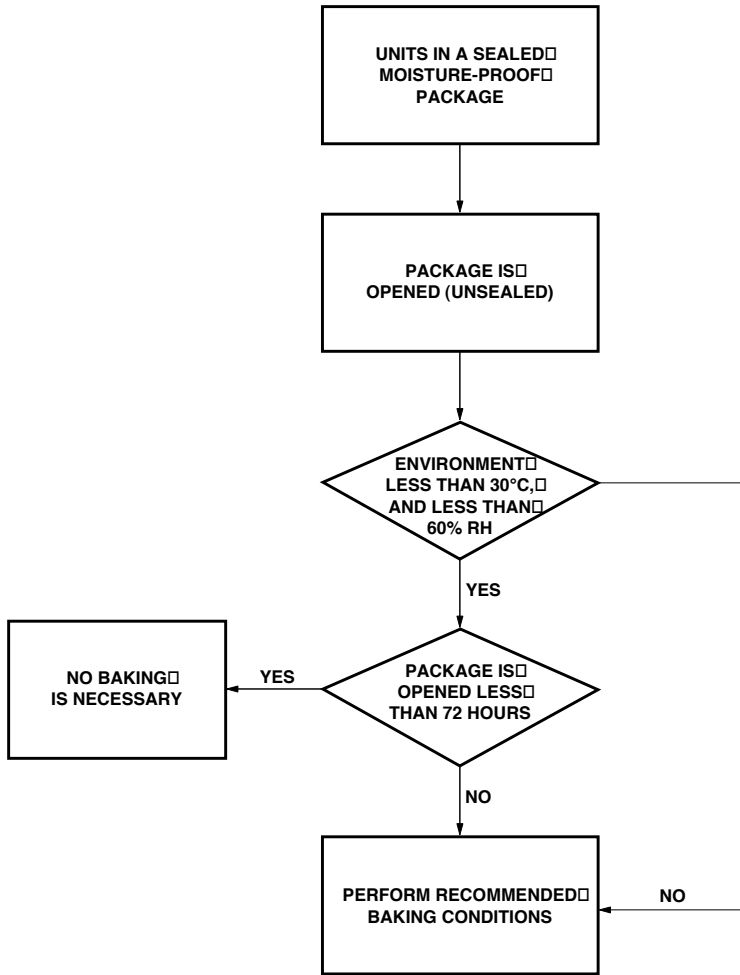 UNITS IN A SEALED
MOISTURE-PROOF
PACKAGE
PACKAGE IS
OPENED (UNSEALED)
ENVIRONMENT
LESS THAN 30°C,
AND LESS THAN
60% RH
YES
PACKAGE IS
OPENED LESS
THAN 72 HOURS
YES
NO BAKING
IS NECESSARY
NO
PERFORM RECOMMENDED
BAKING CONDITIONS
NO